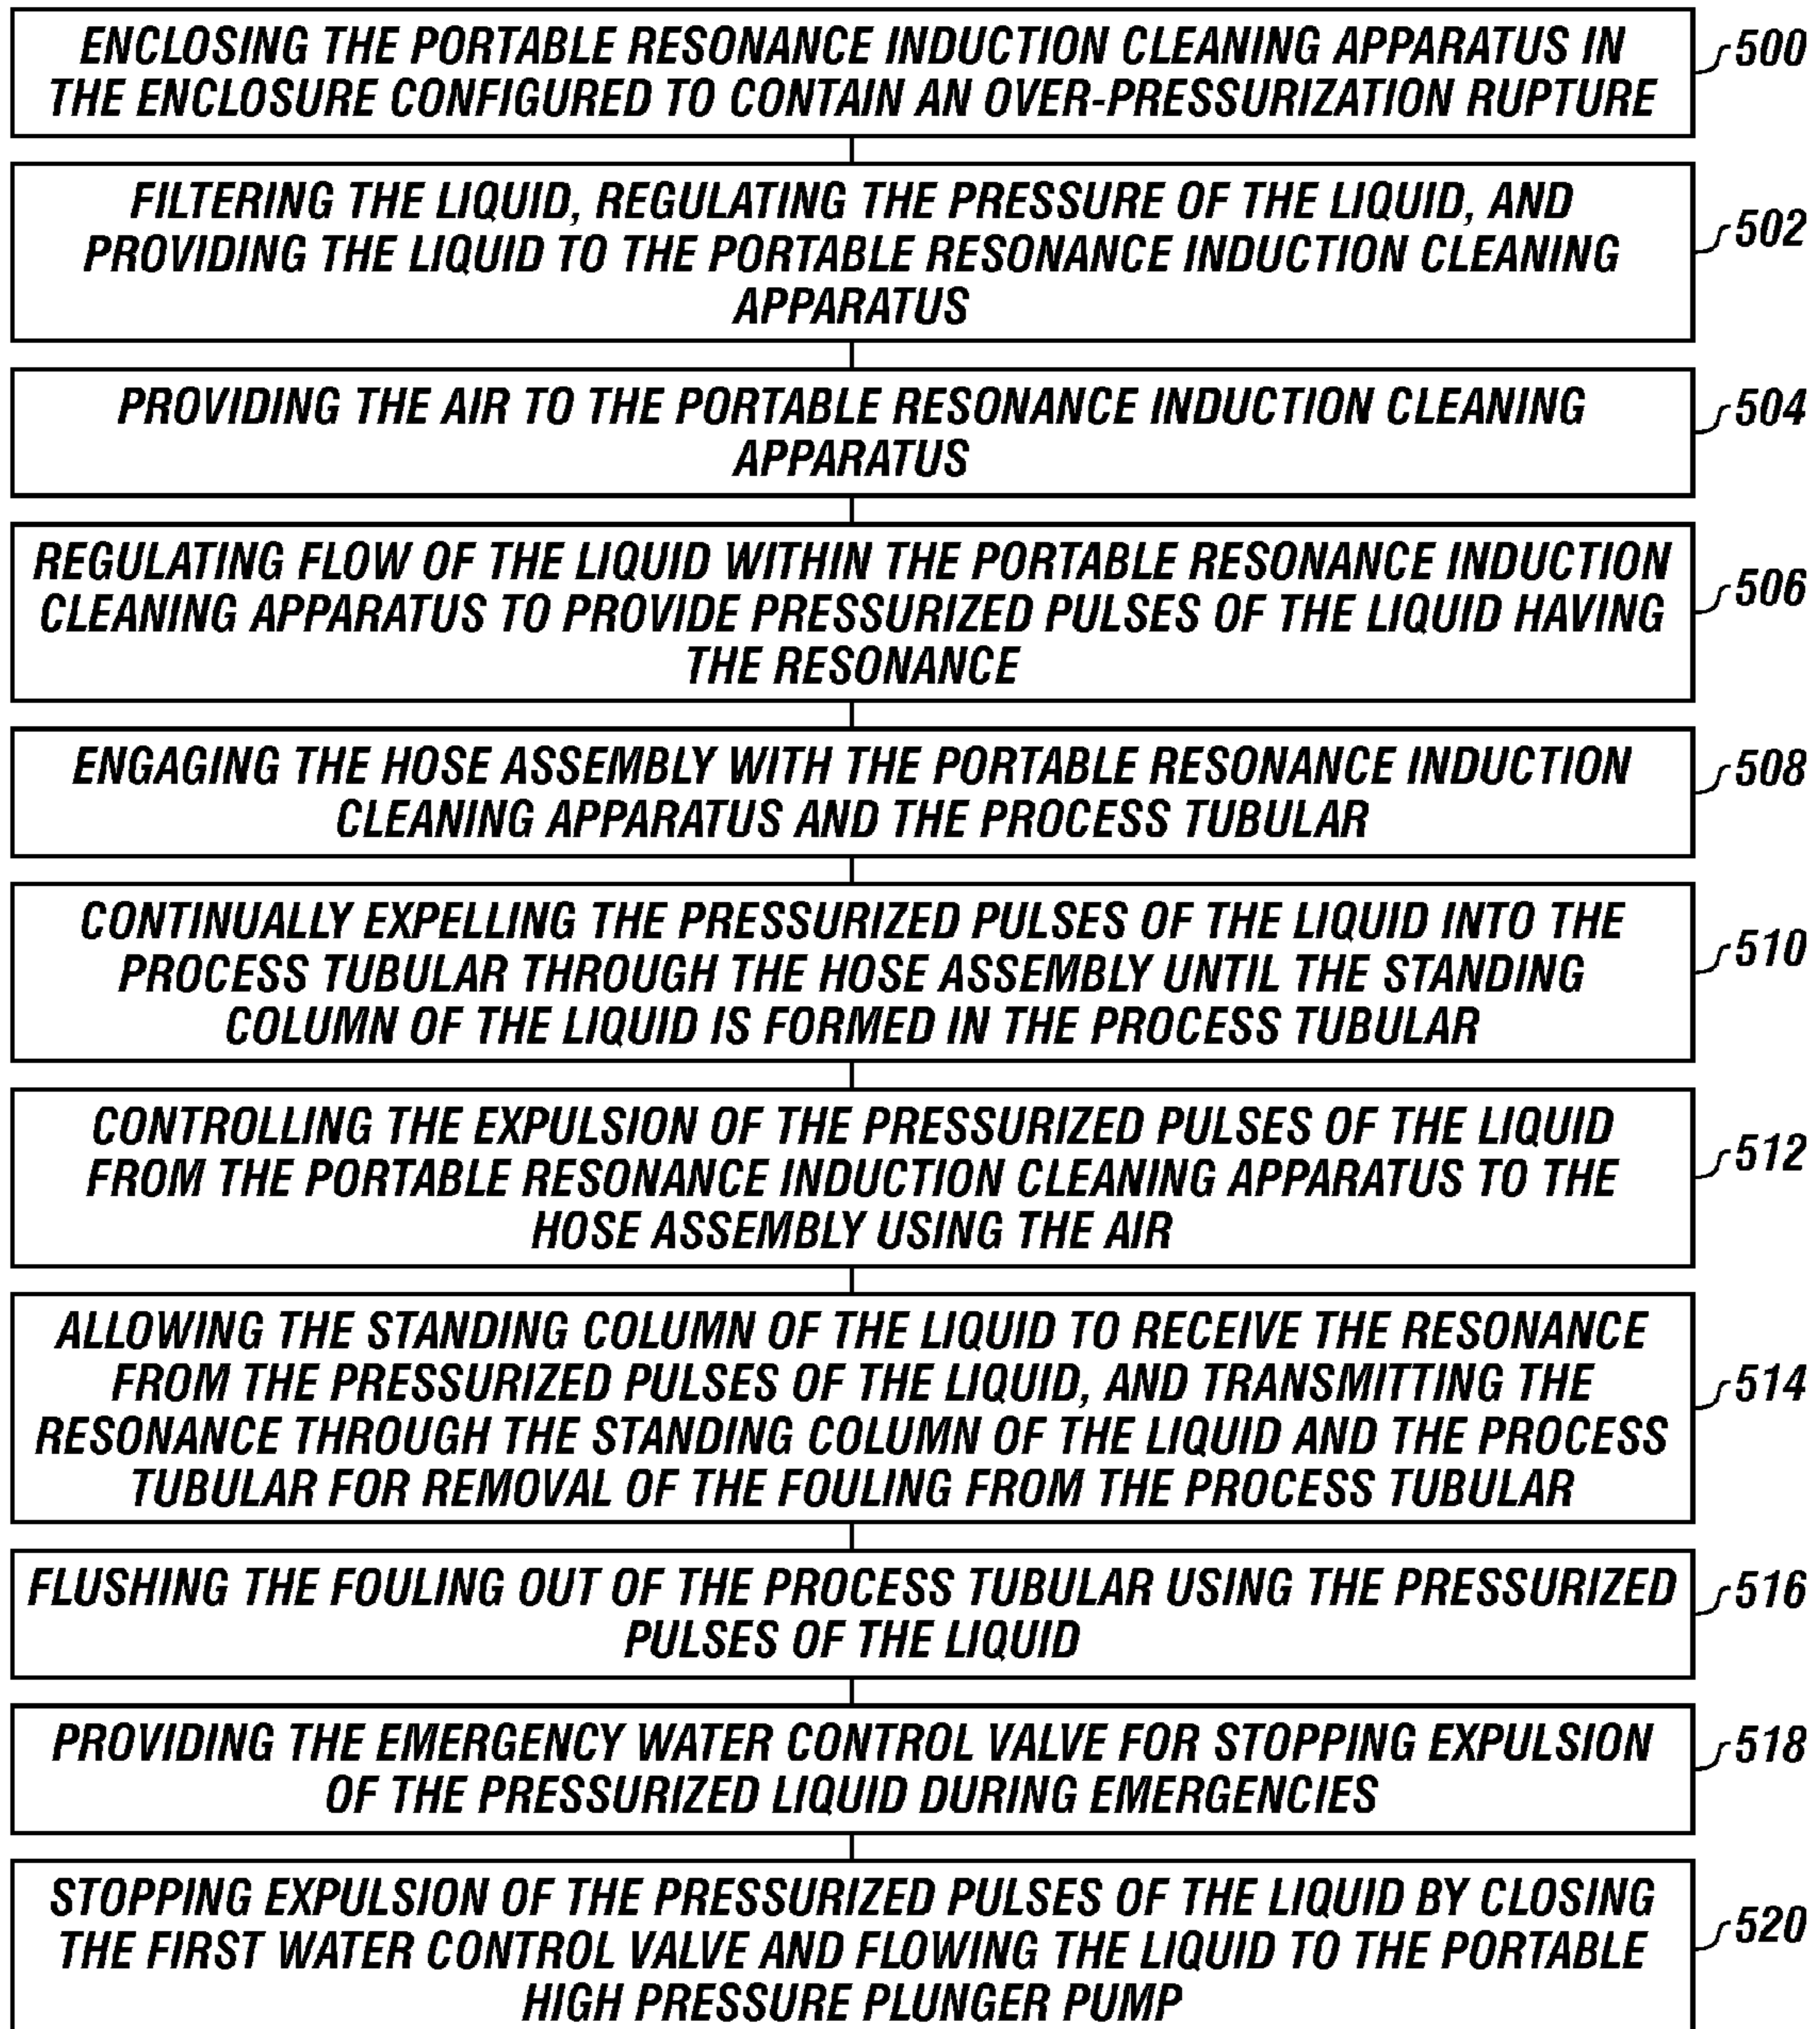 ENCLOSING THE PORTABLE RESONANCE INDUCTION CLEANING APPARATUS IN
THE ENCLOSURE CONFIGURED TO CONTAIN AN OVER-PRESSURIZATION RUPTURE
500
FILTERING THE LIQUID, REGULATING THE PRESSURE OF THE LIQUID, AND
PROVIDING THE LIQUID TO THE PORTABLE RESONANCE INDUCTION CLEANING
APPARATUS
502
PROVIDING THE AIR TO THE PORTABLE RESONANCE INDUCTION CLEANING
APPARATUS
504
REGULATING FLOW OF THE LIQUID WITHIN THE PORTABLE RESONANCE INDUCTION
CLEANING APPARATUS TO PROVIDE PRESSURIZED PULSES OF THE LIQUID HAVING
THE RESONANCE
506
ENGAGING THE HOSE ASSEMBLY WITH THE PORTABLE RESONANCE INDUCTION
CLEANING APPARATUS AND THE PROCESS TUBULAR
508
CONTINUALLY EXPELLING THE PRESSURIZED PULSES OF THE LIQUID INTO THE
PROCESS TUBULAR THROUGH THE HOSE ASSEMBLY UNTIL THE STANDING
COLUMN OF THE LIQUID IS FORMED IN THE PROCESS TUBULAR
510
CONTROLLING THE EXPULSION OF THE PRESSURIZED PULSES OF THE LIQUID
FROM THE PORTABLE RESONANCE INDUCTION CLEANING APPARATUS TO THE
HOSE ASSEMBLY USING THE AIR
512
ALLOWING THE STANDING COLUMN OF THE LIQUID TO RECEIVE THE RESONANCE
FROM THE PRESSURIZED PULSES OF THE LIQUID, AND TRANSMITTING THE
RESONANCE THROUGH THE STANDING COLUMN OF THE LIQUID AND THE PROCESS
TUBULAR FOR REMOVAL OF THE FOULING FROM THE PROCESS TUBULAR
514
FLUSHING THE FOULING OUT OF THE PROCESS TUBULAR USING THE PRESSURIZED
PULSES OF THE LIQUID
516
PROVIDING THE EMERGENCY WATER CONTROL VALVE FOR STOPPING EXPULSION
OF THE PRESSURIZED LIQUID DURING EMERGENCIES
518
STOPPING EXPULSION OF THE PRESSURIZED PULSES OF THE LIQUID BY CLOSING
THE FIRST WATER CONTROL VALVE AND FLOWING THE LIQUID TO THE PORTABLE
HIGH PRESSURE PLUNGER PUMP
520